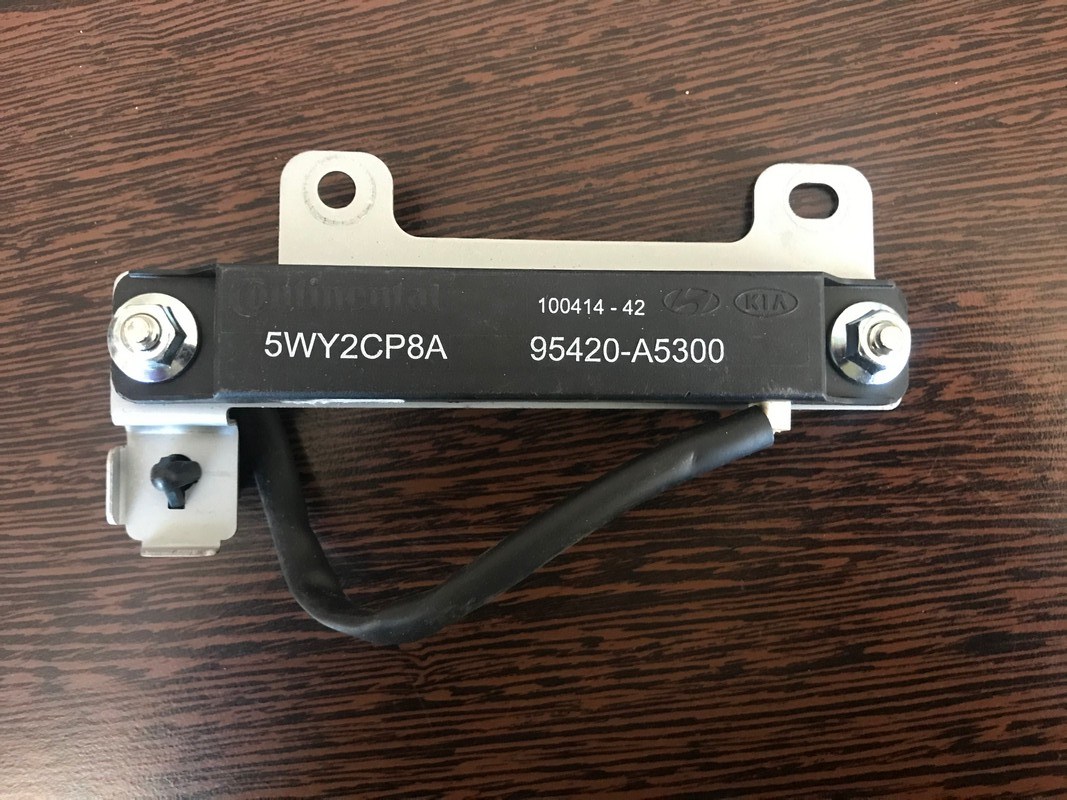 Continental
100414 - 42 KIA
5WY2CP8A 95420-A5300